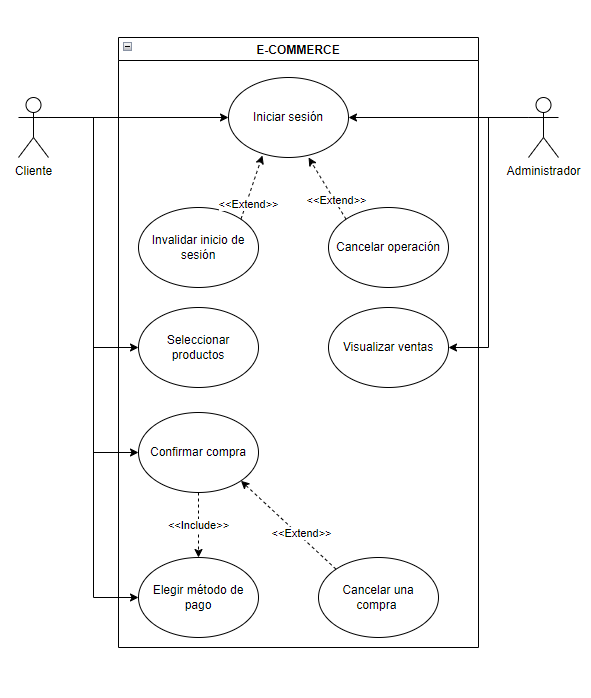 E-COMMERCE
Iniciar sesión
Cliente
Administrador
<<Extend>>
<<Extend>>
Invalidar inicio de
sesión
Cancelar operación
Seleccionar
productos
Visualizar ventas
Confirmar compra
<<Include>>
<<Extend>>
Elegir método de
pago
Cancelar una
compra